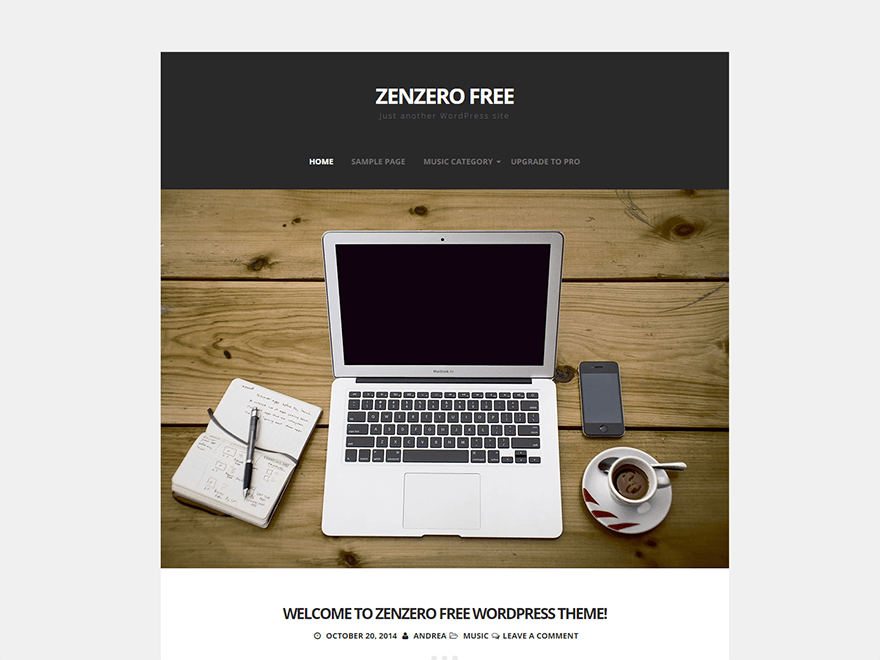 ZENZERO FREE
Just another WordPress site
HOME SAMPLE PAGE MUSIC CATEGORY UPGRADE TO PRO
MacBook Air
WELCOME TO ZENZERO FREE WORDPRESS THEME!
OCTOBER 20, 2014 ANDREA MUSIC LEAVE A COMMENT